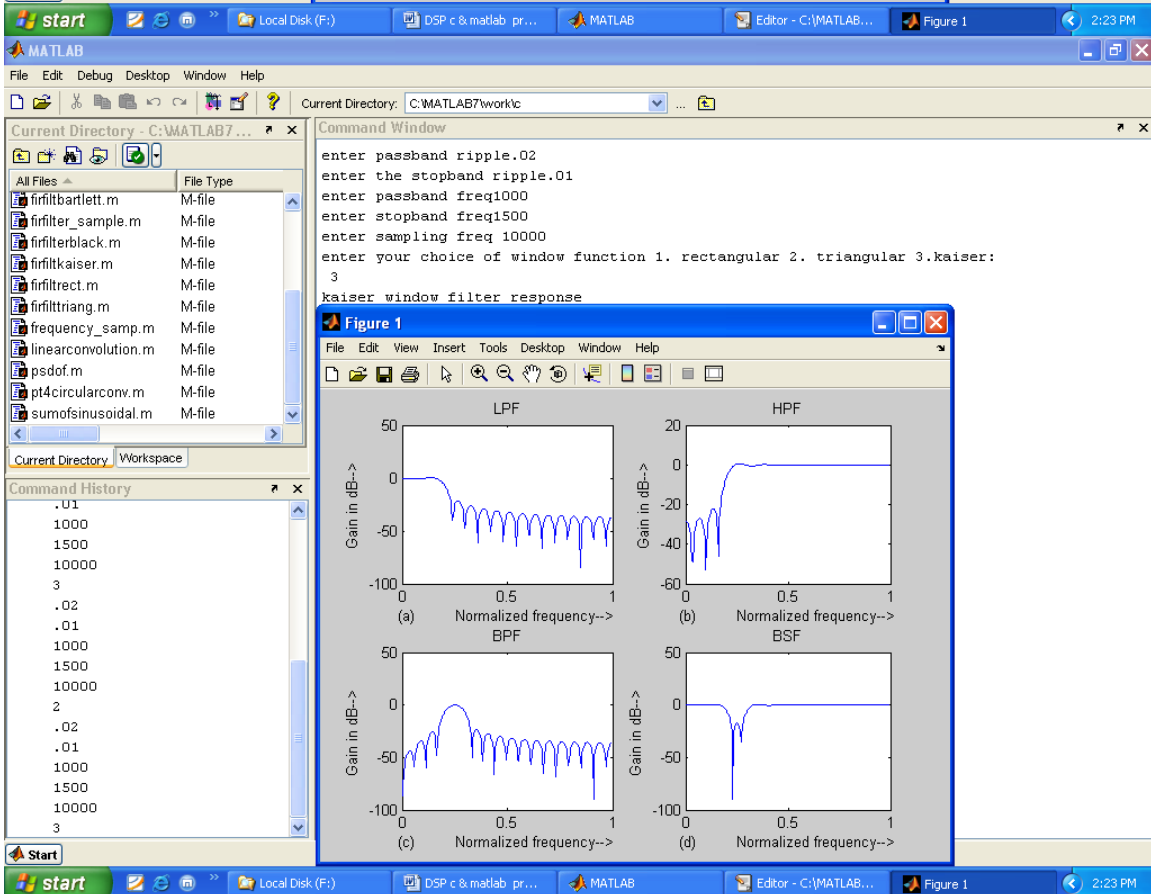 start » Local Disk (F:) DSP c & matlab pr... MATLAB Editor - C:\MATLAB... Figure 1 2:23 PM
MATLAB
File Edit Debug Desktop Window Help
Current Directory: C:\MATLAB7\work\c ...
Current Directory - C:\MATLAB7...
All Files File Type
firfiltbartlett.m M-file
firfilter_sample.m M-file
firfilterblack.m M-file
firfiltkaiser.m M-file
firfiltrect.m M-file
firfilttriang.m M-file
frequency_samp.m M-file
linearconvolution.m M-file
psdof.m M-file
pt4circularconv.m M-file
sumofsinusoidal.m M-file
Current Directory Workspace
Command History
.01
1000
1500
10000
3
.02
.01
1000
1500
10000
2
.02
.01
1000
1500
10000
3
Command Window
enter passband ripple.02
enter the stopband ripple.01
enter passband freq1000
enter stopband freq1500
enter sampling freq 10000
enter your choice of window function 1. rectangular 2. triangular 3.kaiser:
3
kaiser window filter response
Figure 1
File Edit View Insert Tools Desktop Window Help
LPF
50
0
-50
-100
Gain in dB-->
0 0.5 1
(a) Normalized frequency-->
HPF
20
0
-20
-40
-60
Gain in dB-->
0 0.5 1
(b) Normalized frequency-->
BPF
50
0
-50
-100
Gain in dB-->
0 0.5 1
(c) Normalized frequency-->
BSF
50
0
-50
-100
Gain in dB-->
0 0.5 1
(d) Normalized frequency-->
Start
start » Local Disk (F:) DSP c & matlab pr... MATLAB Editor - C:\MATLAB... Figure 1 2:23 PM